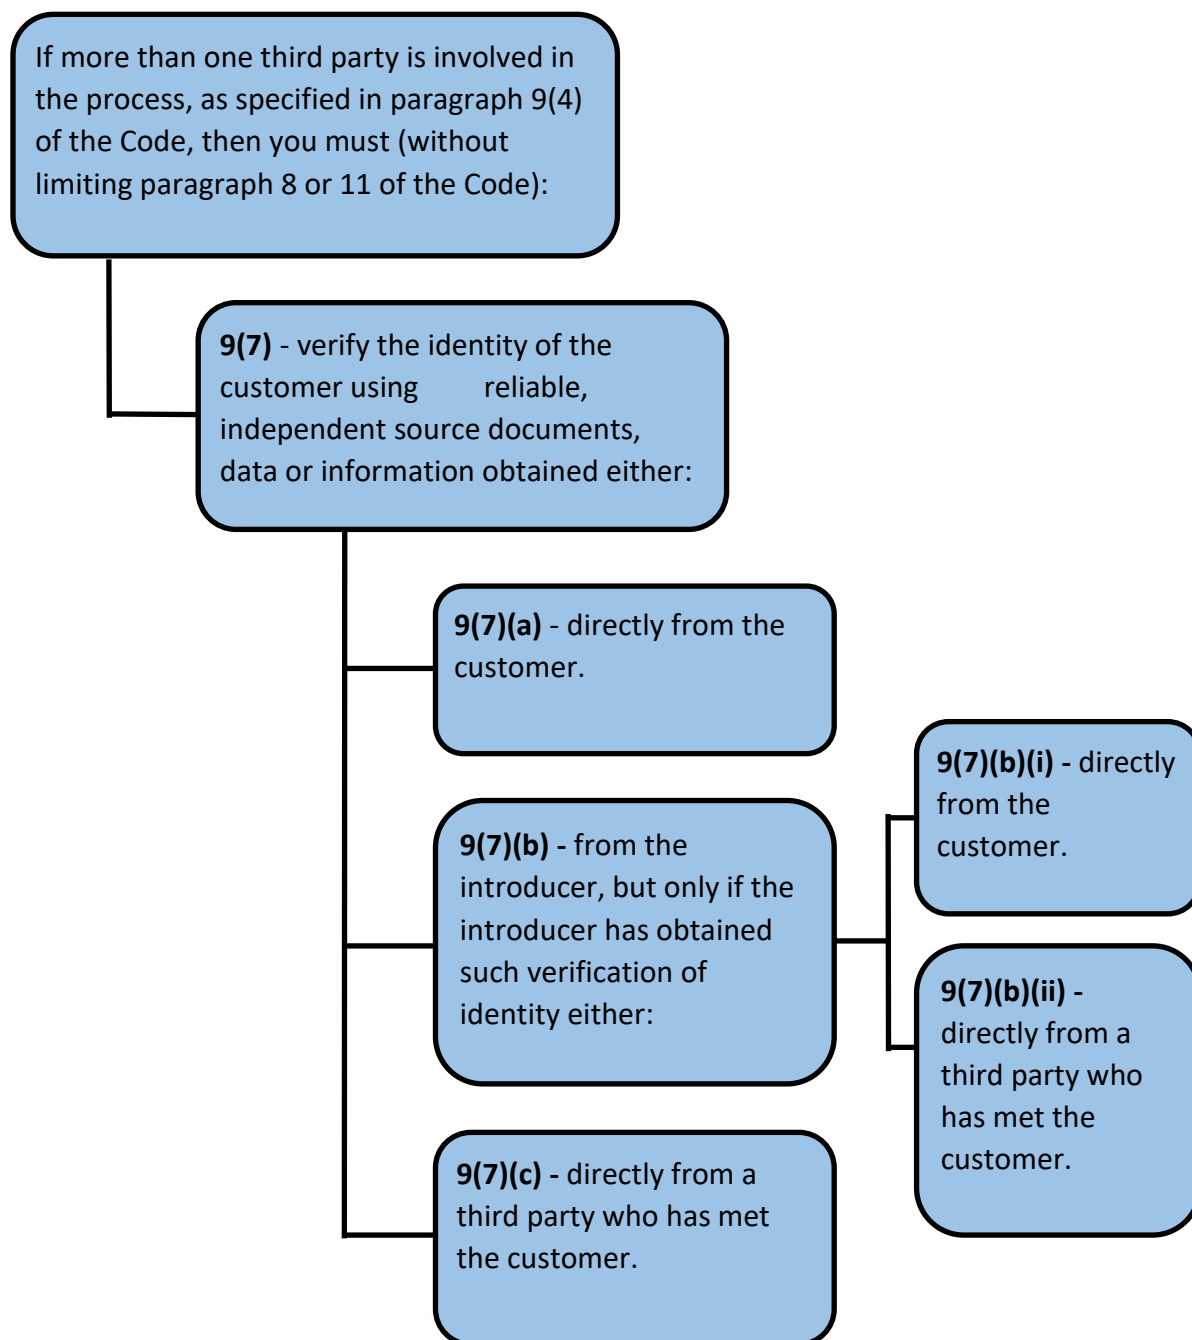 If more than one third party is involved in
the process, as specified in paragraph 9(4)
of the Code, then you must (without
limiting paragraph 8 or 11 of the Code):
9(7) - verify the identity of the
customer using reliable,
independent source documents,
data or information obtained either:
9(7)(a) - directly from the
customer.
9(7)(b) - from the
introducer, but only if the
introducer has obtained
such verification of
identity either:
9(7)(b)(i) - directly
from the
customer.
9(7)(b)(ii) -
directly from a
third party who
has met the
customer.
9(7)(c) - directly from a
third party who has met
the customer.